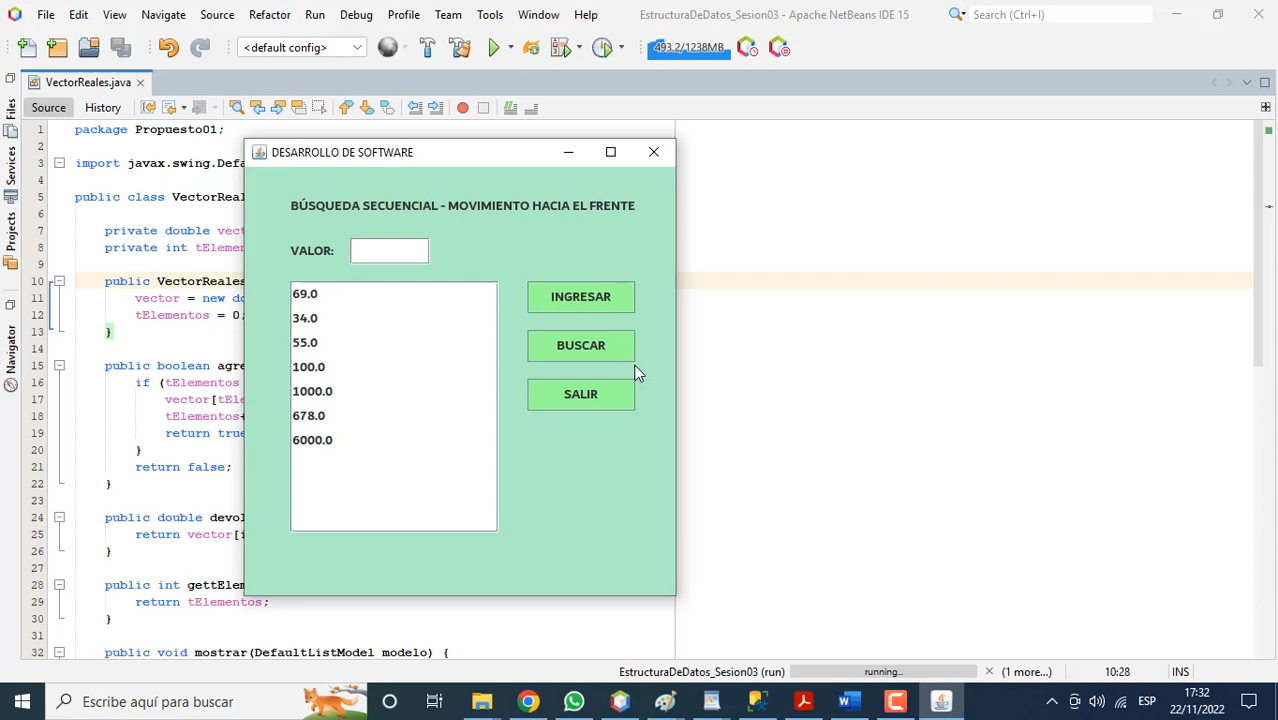 File Edit View Navigate Source Refactor Run Debug Profile Team Tools Window Help EstructuraDeDatos_Sesion03 - Apache NetBeans IDE 15 Search (Ctrl+I)
<default config> 493.2/1238MB
VectorReales.java
Source History
Files
Services
Projects
Navigator
1 package Propuesto01;
2
3 import javax.swing.Defa
4
5 public class VectorReal
6
7 private double vect
8 private int tElemen
9
10 public VectorReales
11 vector = new do
12 tElementos = 0;
13 }
14
15 public boolean agre
16 if (tElementos
17 vector[tEle
18 tElementos+
19 return true
20 }
21 return false;
22 }
23
24 public double devol
25 return vector[i
26 }
27
28 public int gettElem
29 return tElementos;
30 }
31
32 public void mostrar(DefaultListModel modelo) {
DESARROLLO DE SOFTWARE
BÚSQUEDA SECUENCIAL - MOVIMIENTO HACIA EL FRENTE
VALOR:
69.0
34.0
55.0
100.0
1000.0
678.0
6000.0
INGRESAR
BUSCAR
SALIR
EstructuraDeDatos_Sesion03 (run) running... (1 more...) 10:28 INS
Escribe aquí para buscar
ESP
17:32
22/11/2022